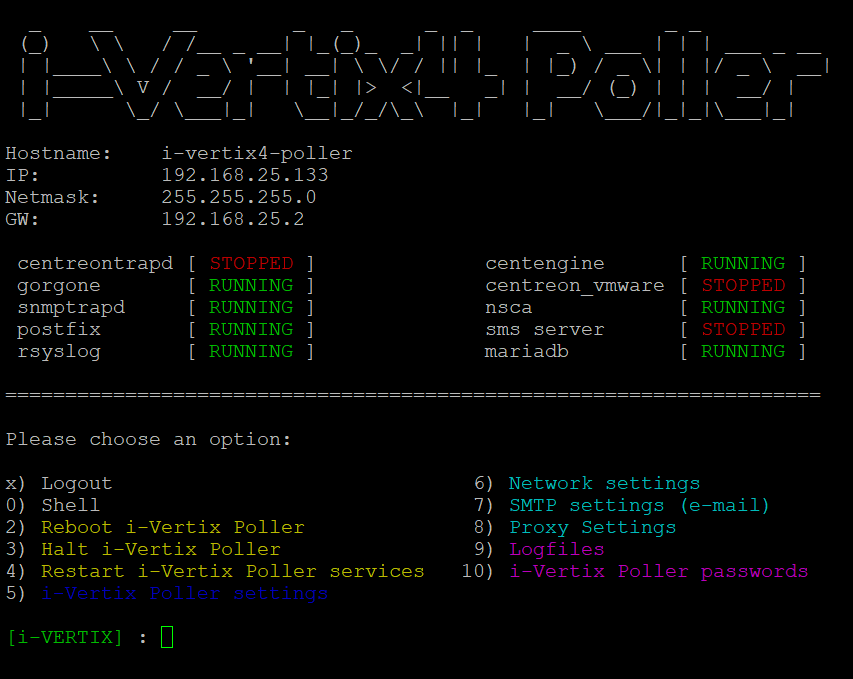 i-Vertix4 Poller
Hostname: i-vertix4-poller
IP: 192.168.25.133
Netmask: 255.255.255.0
GW: 192.168.25.2
centreontrapd [ STOPPED ] centengine [ RUNNING ]
gorgone [ RUNNING ] centreon_vmware [ STOPPED ]
snmptrapd [ RUNNING ] nsca [ RUNNING ]
postfix [ RUNNING ] sms server [ STOPPED ]
rsyslog [ RUNNING ] mariadb [ RUNNING ]
====================================================================
Please choose an option:
x) Logout 6) Network settings
0) Shell 7) SMTP settings (e-mail)
2) Reboot i-Vertix Poller 8) Proxy Settings
3) Halt i-Vertix Poller 9) Logfiles
4) Restart i-Vertix Poller services 10) i-Vertix Poller passwords
5) i-Vertix Poller settings
[i-VERTIX] :